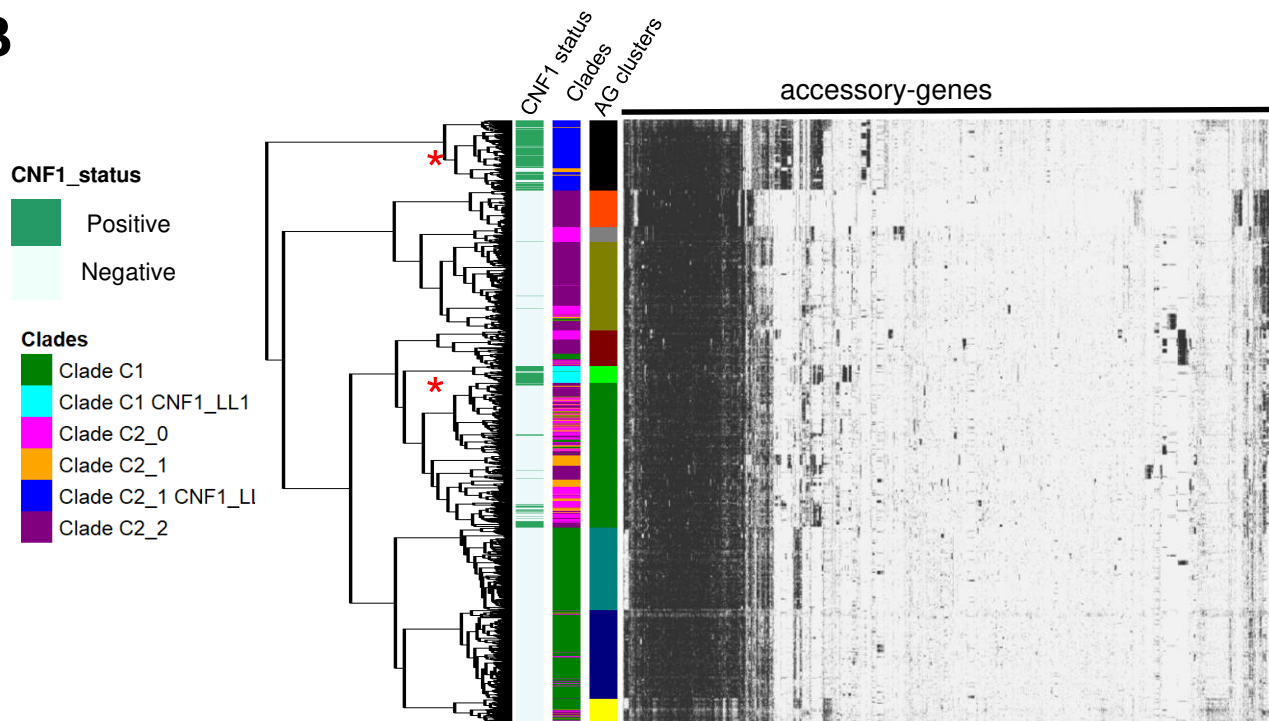 B
CNF1 status
Clades
AG clusters
accessory-genes
CNF1_status
Positive
Negative
Clades
Clade C1
Clade C1 CNF1_LL1
Clade C2_0
Clade C2_1
Clade C2_1 CNF1_LL
Clade C2_2
*
*